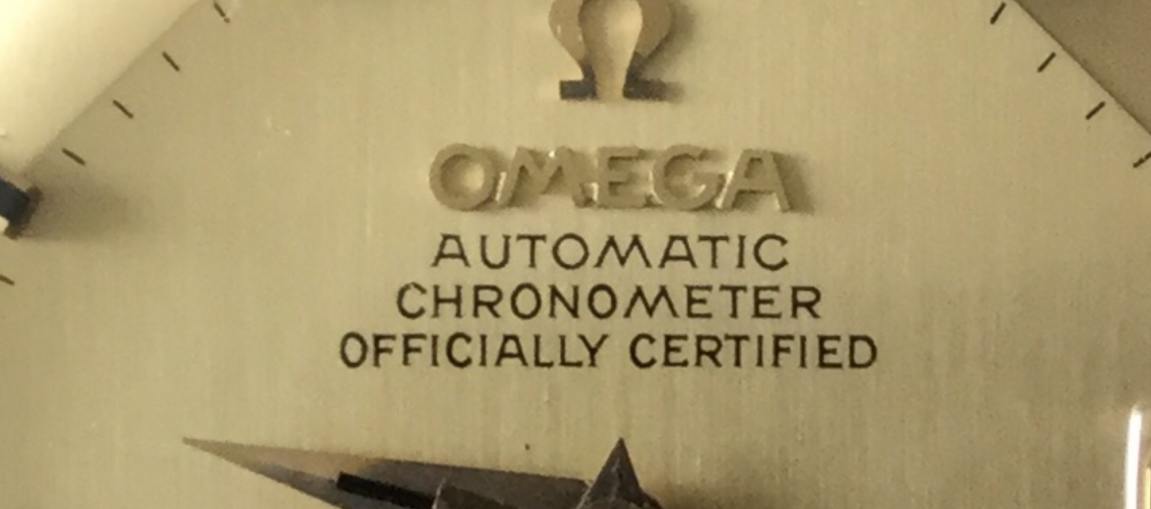 Ω
OMEGA
AUTOMATIC
CHRONOMETER
OFFICIALLY CERTIFIED